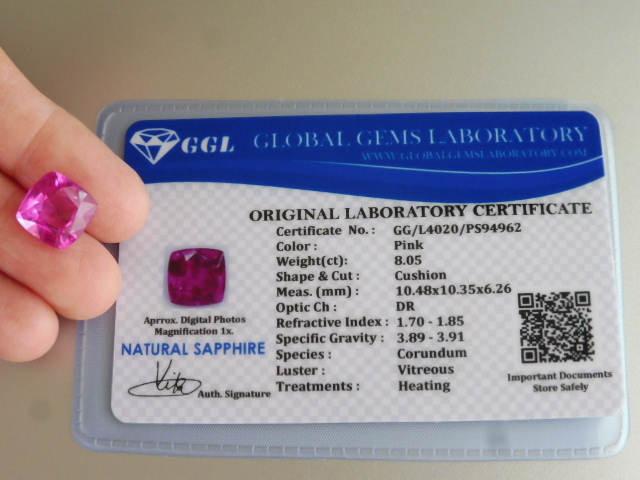 GGL GLOBAL GEMS LABORATORY
WWW.GLOBALGEMSLABORATORY.COM
ORIGINAL LABORATORY CERTIFICATE
Certificate No. : GG/L4020/PS94962
Color : Pink
Weight(ct): 8.05
Shape & Cut : Cushion
Meas. (mm) : 10.48x10.35x6.26
Optic Ch : DR
Refractive Index : 1.70 - 1.85
Specific Gravity : 3.89 - 3.91
Species : Corundum
Luster : Vitreous
Treatments : Heating
Aprrox. Digital Photos
Magnification 1x.
NATURAL SAPPHIRE
Auth. Signature
Important Documents
Store Safely